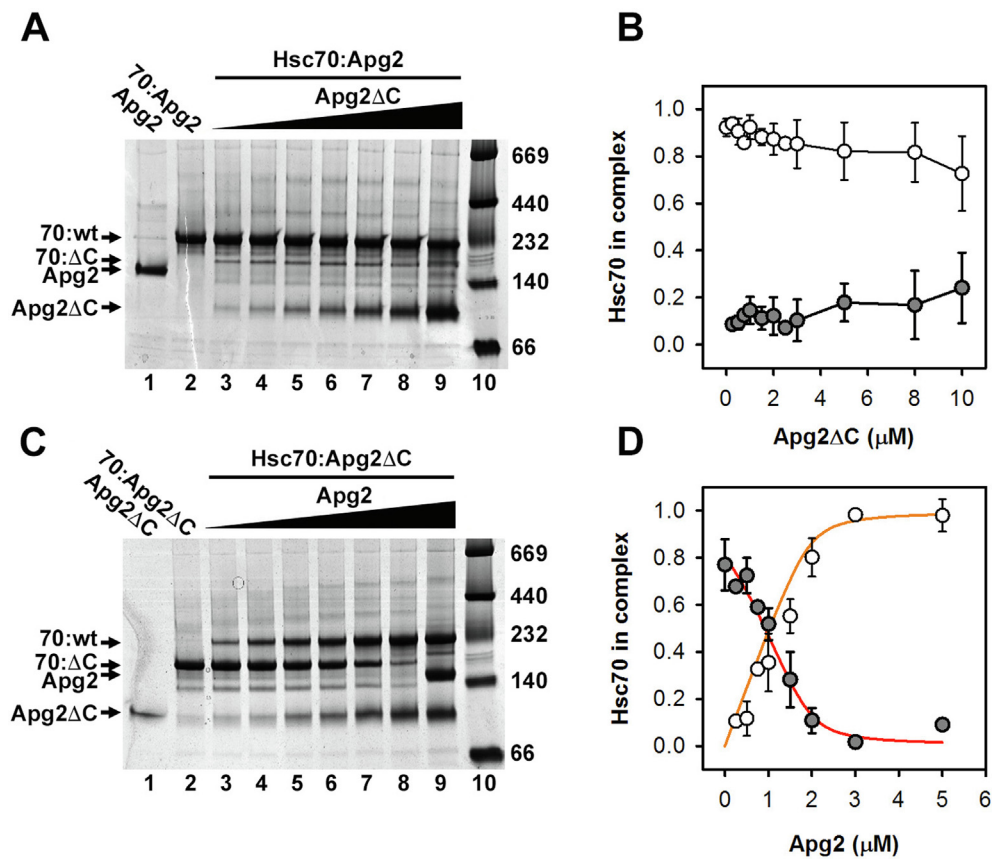 A
Hsc70:Apg2
70:Apg2
Apg2
Apg2ΔC
669
440
232
140
66
70:wt
70:ΔC
Apg2
Apg2ΔC
1 2 3 4 5 6 7 8 9 10
B
Hsc70 in complex
1.0
0.8
0.6
0.4
0.2
0.0
0 2 4 6 8 10
Apg2ΔC (μM)
C
Hsc70:Apg2ΔC
70:Apg2ΔC
Apg2ΔC
Apg2
669
440
232
140
66
70:wt
70:ΔC
Apg2
Apg2ΔC
1 2 3 4 5 6 7 8 9 10
D
Hsc70 in complex
1.0
0.8
0.6
0.4
0.2
0.0
0 1 2 3 4 5 6
Apg2 (μM)